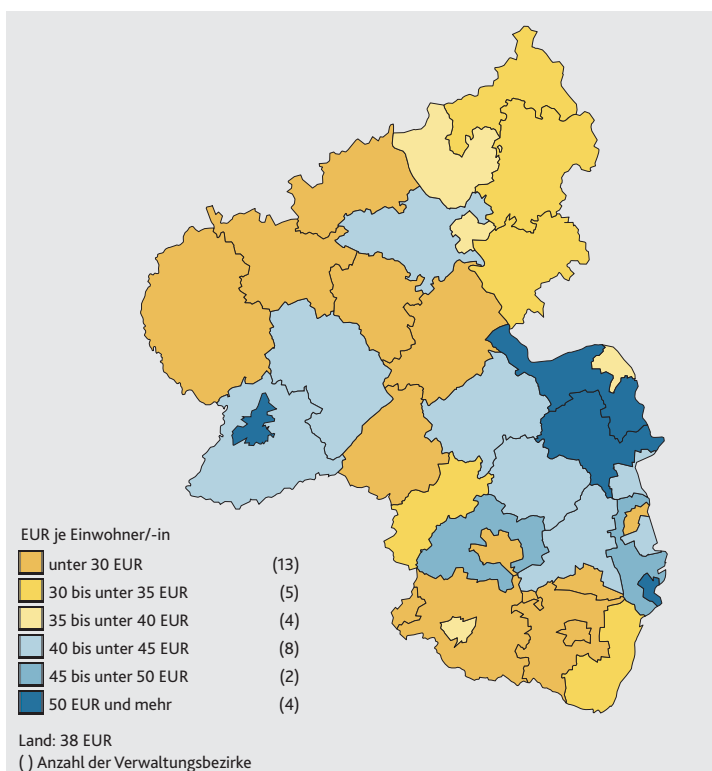 EUR je Einwohner/-in
unter 30 EUR (13)
30 bis unter 35 EUR (5)
35 bis unter 40 EUR (4)
40 bis unter 45 EUR (8)
45 bis unter 50 EUR (2)
50 EUR und mehr (4)
Land: 38 EUR
( ) Anzahl der Verwaltungsbezirke